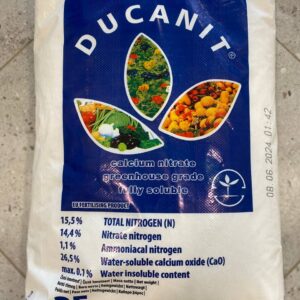 DUCANIT®
calcium nitrate
greenhouse grade
fully soluble
EU FERTILISING PRODUCT
15,5 % TOTAL NITROGEN (N)
14,4 % Nitrate nitrogen
1,1 % Ammoniacal nitrogen
26,5 % Water-soluble calcium oxide (CaO)
max. 0,1 % Water insoluble content
08 06 2024 01:42